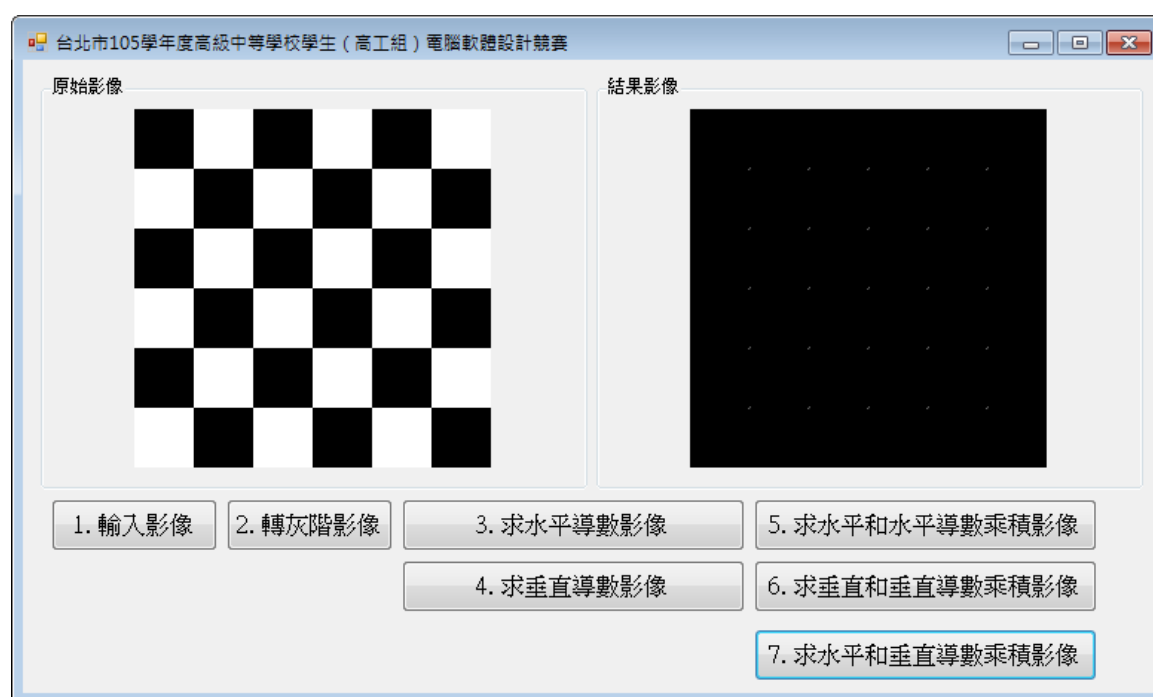 台北市105學年度高級中等學校學生(高工組)電腦軟體設計競賽
原始影像
結果影像
1. 輸入影像
2. 轉灰階影像
3. 求水平導數影像
5. 求水平和水平導數乘積影像
4. 求垂直導數影像
6. 求垂直和垂直導數乘積影像
7. 求水平和垂直導數乘積影像